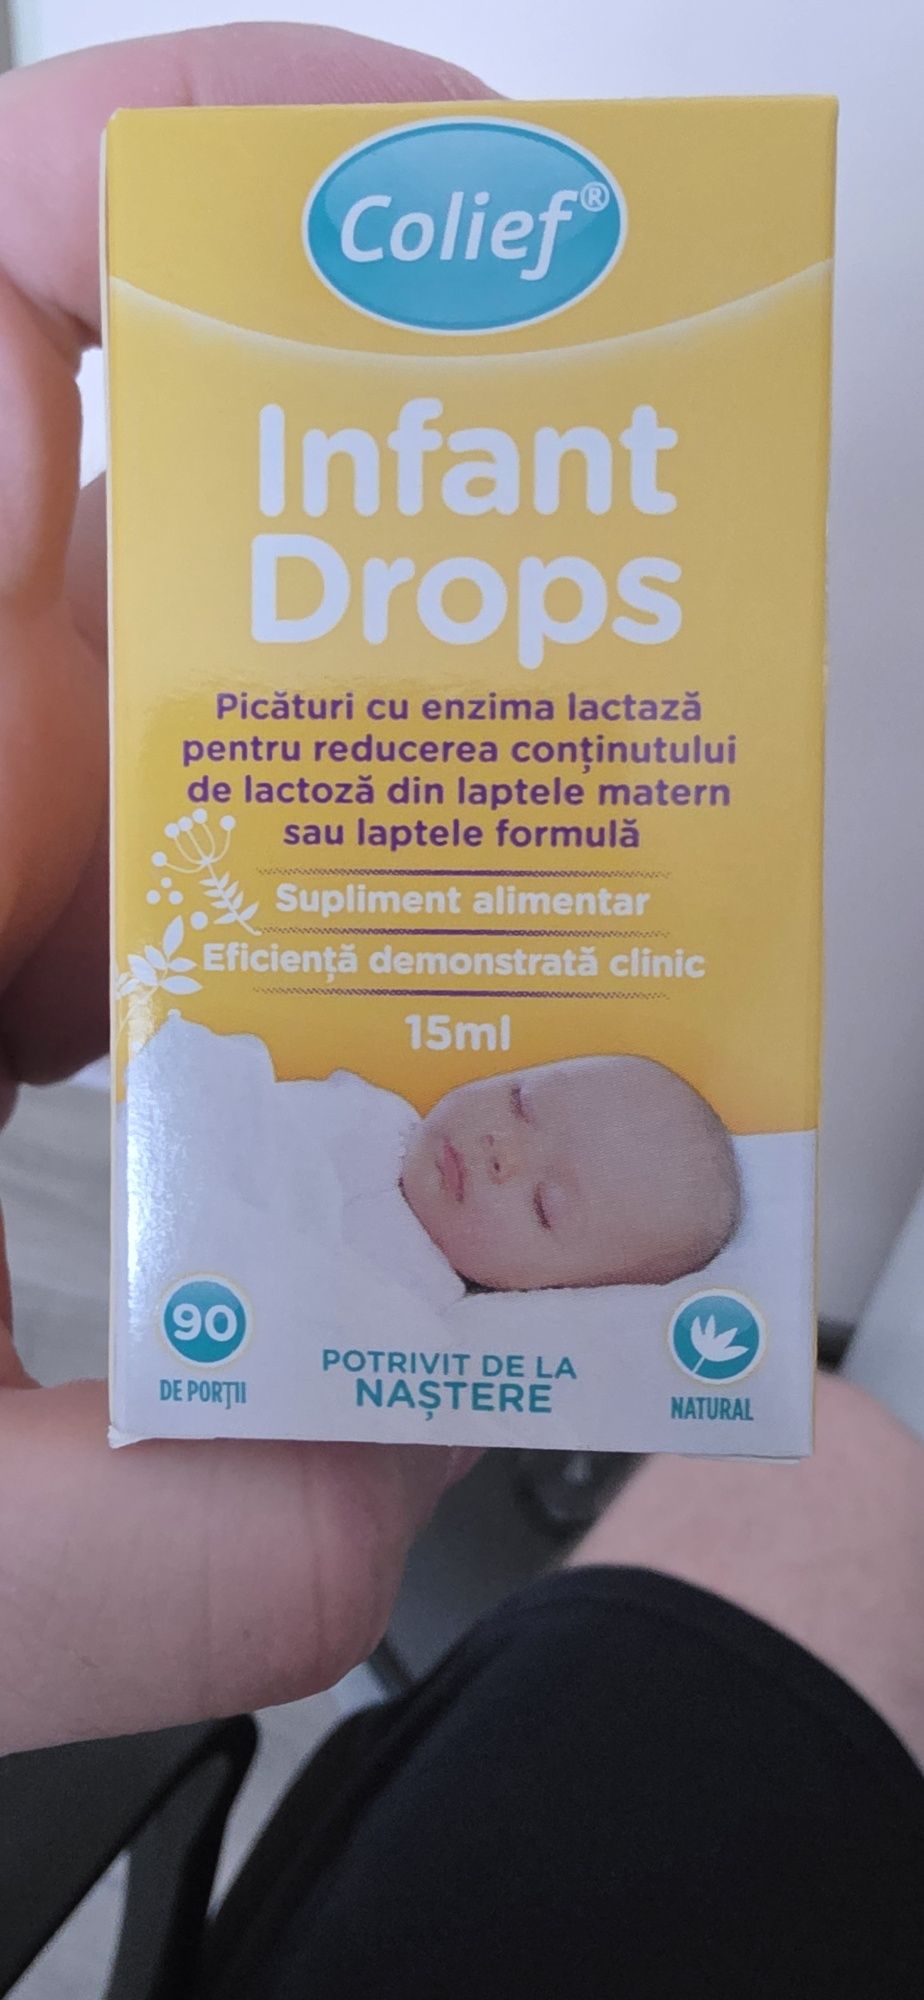 Colief®
Infant
Drops
Picături cu enzima lactază
pentru reducerea conținutului
de lactoză din laptele matern
sau laptele formulă
Supliment alimentar
Eficiență demonstrată clinic
15ml
90
DE PORȚII
POTRIVIT DE LA
NAȘTERE
NATURAL